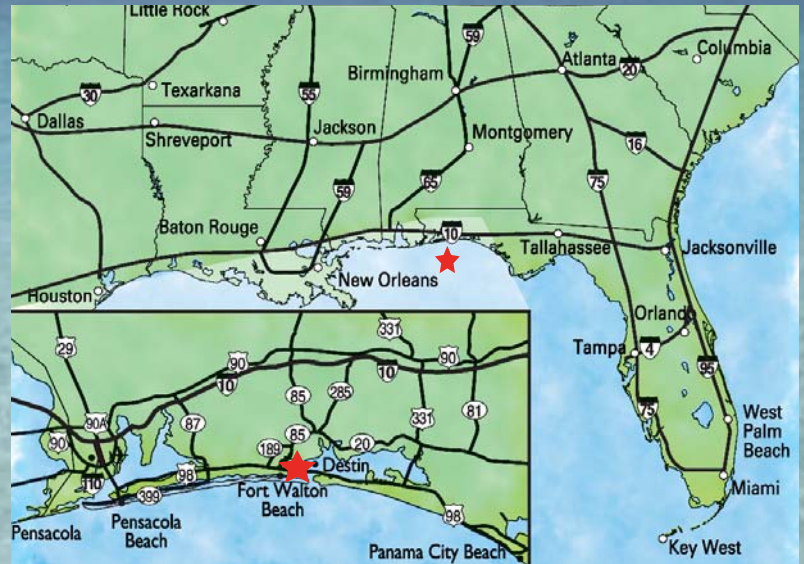 Little Rock
59
Columbia
Atlanta
20
Birmingham
30
Texarkana
55
Dallas
Shreveport
Jackson
Montgomery
16
59
65
75
Baton Rouge
10
Tallahassee
Jacksonville
New Orleans
Houston
Orlando
Tampa
4
95
75
West
Palm
Beach
Miami
Key West
331
29
90
90
10
10
85
285
90A
87
331
81
90
85
189
20
Destin
98
110
399
Fort Walton
Beach
98
Pensacola
Pensacola
Beach
Panama City Beach